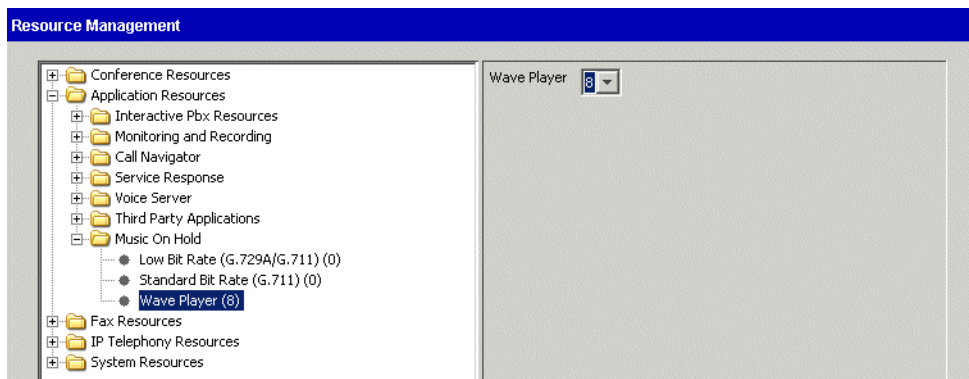 Resource Management
Conference Resources
Application Resources
Interactive Pbx Resources
Monitoring and Recording
Call Navigator
Service Response
Voice Server
Third Party Applications
Music On Hold
Low Bit Rate (G.729A/G.711) (0)
Standard Bit Rate (G.711) (0)
Wave Player (8)
Fax Resources
IP Telephony Resources
System Resources
Wave Player 8